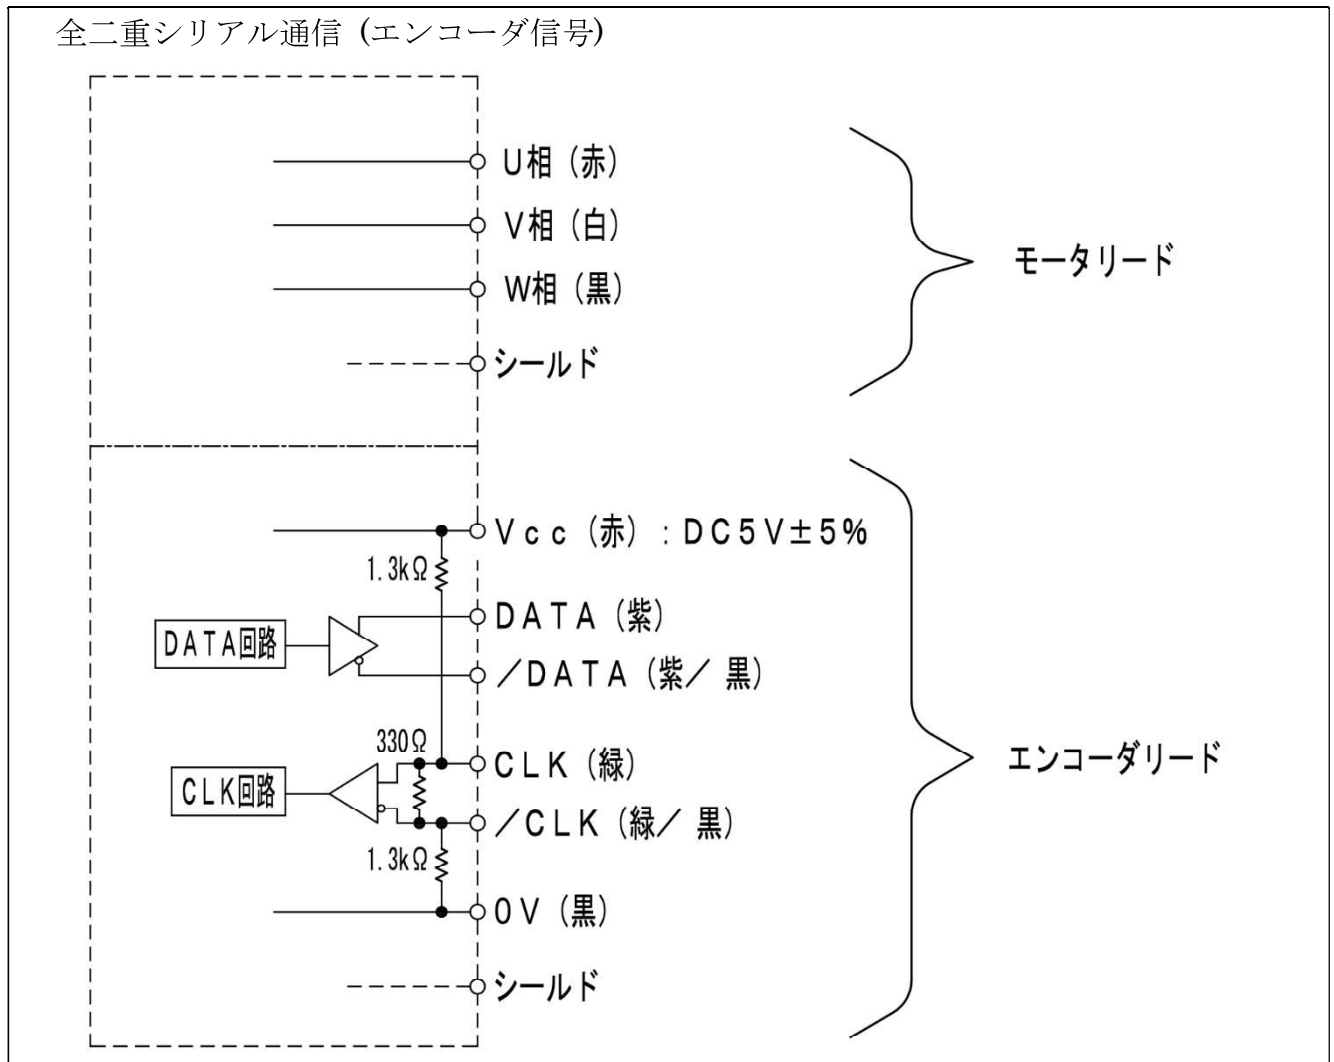 全二重シリアル通信 (エンコーダ信号)
U相 (赤)
V相 (白)
W相 (黒)
シールド
モータリード
Vcc (赤) : DC5V±5%
1.3kΩ
DATA回路
DATA (紫)
/DATA (紫/ 黒)
330Ω
CLK回路
CLK (緑)
/CLK (緑/ 黒)
1.3kΩ
0V (黒)
シールド
エンコーダリード